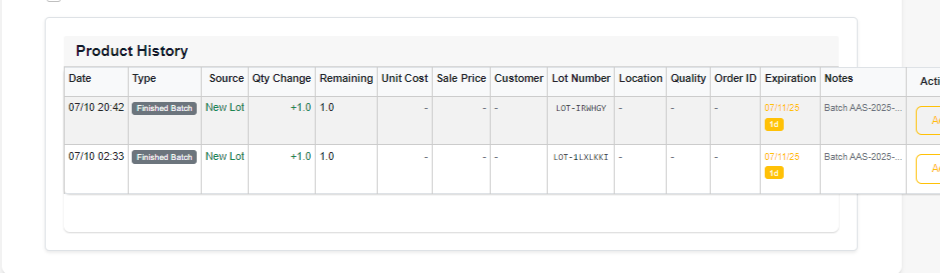 Product History
Date Type Source Qty Change Remaining Unit Cost Sale Price Customer Lot Number Location Quality Order ID Expiration Notes Acti
07/10 20:42 Finished Batch New Lot +1.0 1.0 - - - LOT-IRWHGY - - - 07/11/25 Batch AAS-2025-... A
1d
07/10 02:33 Finished Batch New Lot +1.0 1.0 - - - LOT-1LXLKKI - - - 07/11/25 Batch AAS-2025-... A
1d